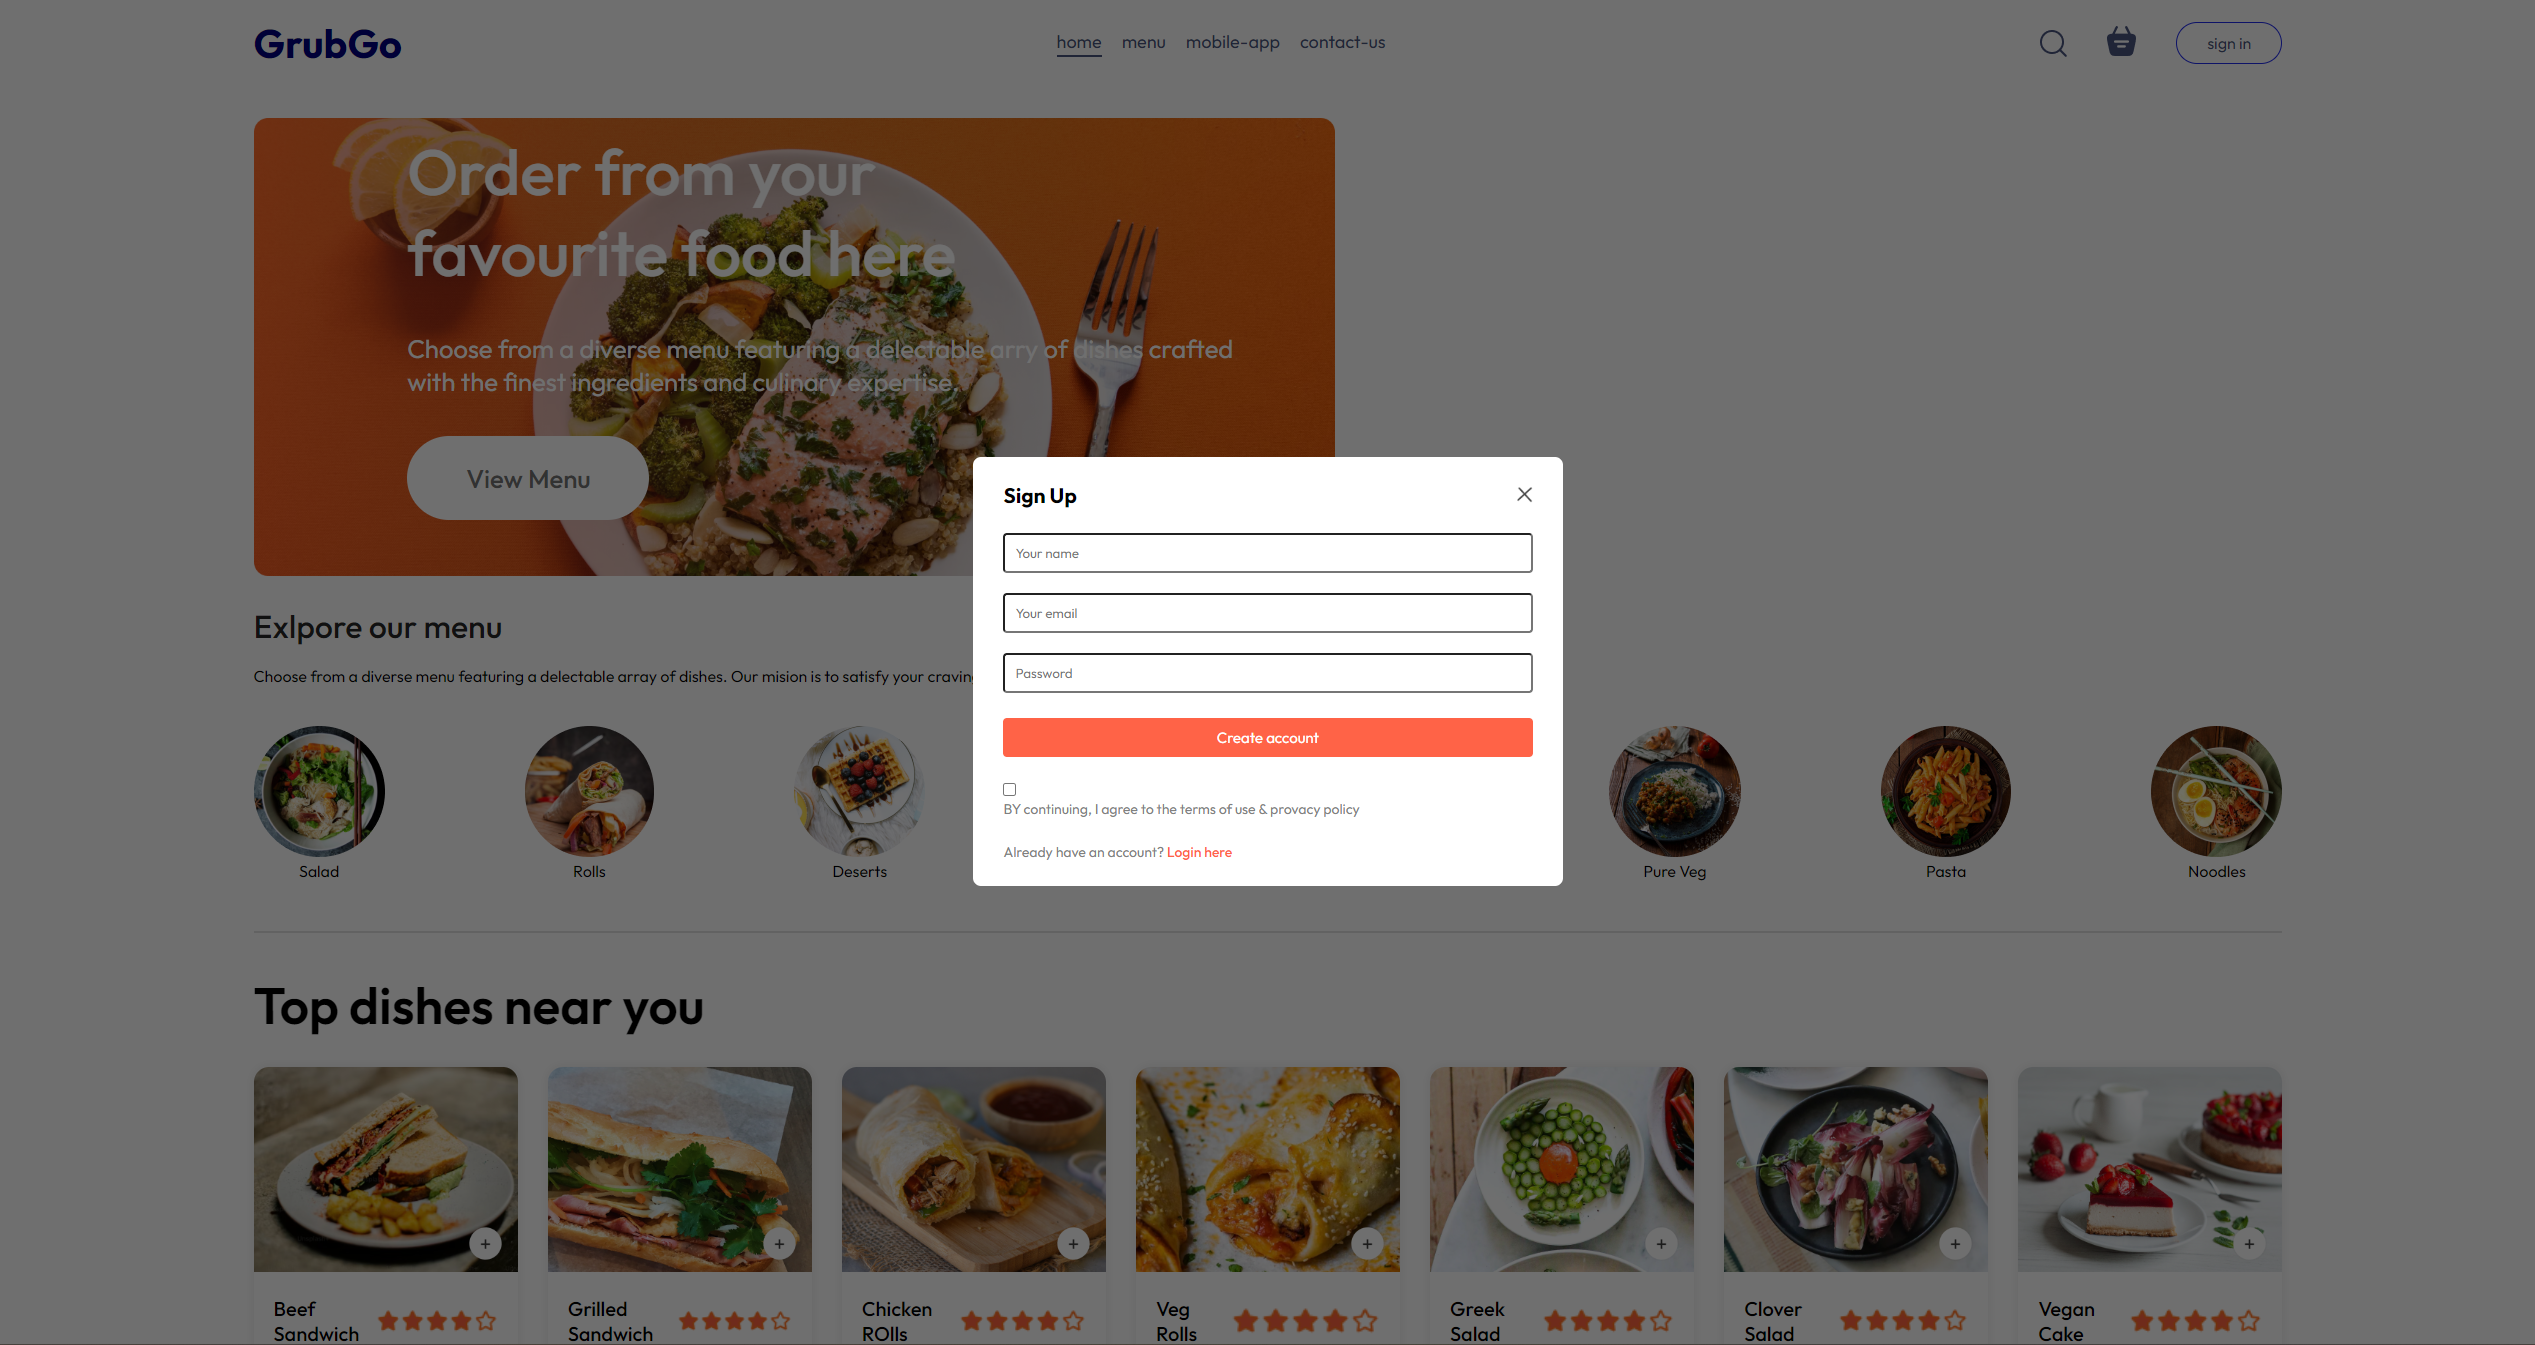 GrubGo
home menu mobile-app contact-us
sign in
Order from your
favourite food here
Choose from a diverse menu featuring a delectable arry of dishes crafted
with the finest ingredients and culinary expertise.
View Menu
Sign Up
Your name
Your email
Password
Create account
BY continuing, I agree to the terms of use & provacy policy
Already have an account? Login here
Exlpore our menu
Choose from a diverse menu featuring a delectable array of dishes. Our mision is to satisfy your
Salad
Rolls
Deserts
Pure Veg
Pasta
Noodles
Top dishes near you
Beef
Sandwich
Grilled
Sandwich
Chicken
ROlls
Veg
Rolls
Greek
Salad
Clover
Salad
Vegan
Cake